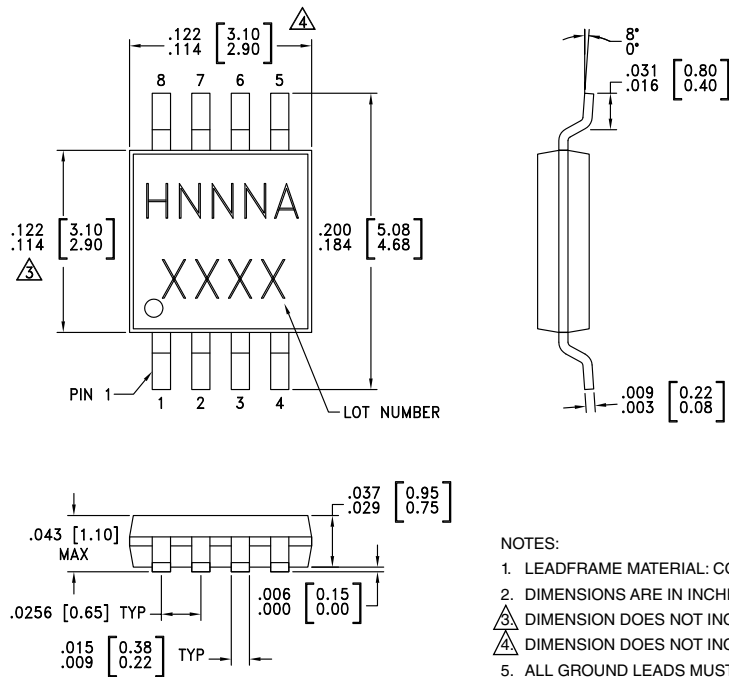 .122 [3.10]
.114 [2.90]
4
8 7 6 5
HNNNA
XXXX
.122 [3.10]
.114 [2.90]
3
.200 [5.08]
.184 [4.68]
PIN 1
1 2 3 4
LOT NUMBER
8°
0°
.031 [0.80]
.016 [0.40]
.009 [0.22]
.003 [0.08]
.037 [0.95]
.029 [0.75]
.043 [1.10]
MAX
.0256 [0.65] TYP
.006 [0.15]
.000 [0.00]
.015 [0.38]
.009 [0.22]
TYP
NOTES:
1. LEADFRAME MATERIAL: CO
2. DIMENSIONS ARE IN INCH
3. DIMENSION DOES NOT INC
4. DIMENSION DOES NOT INC
5. ALL GROUND LEADS MUST